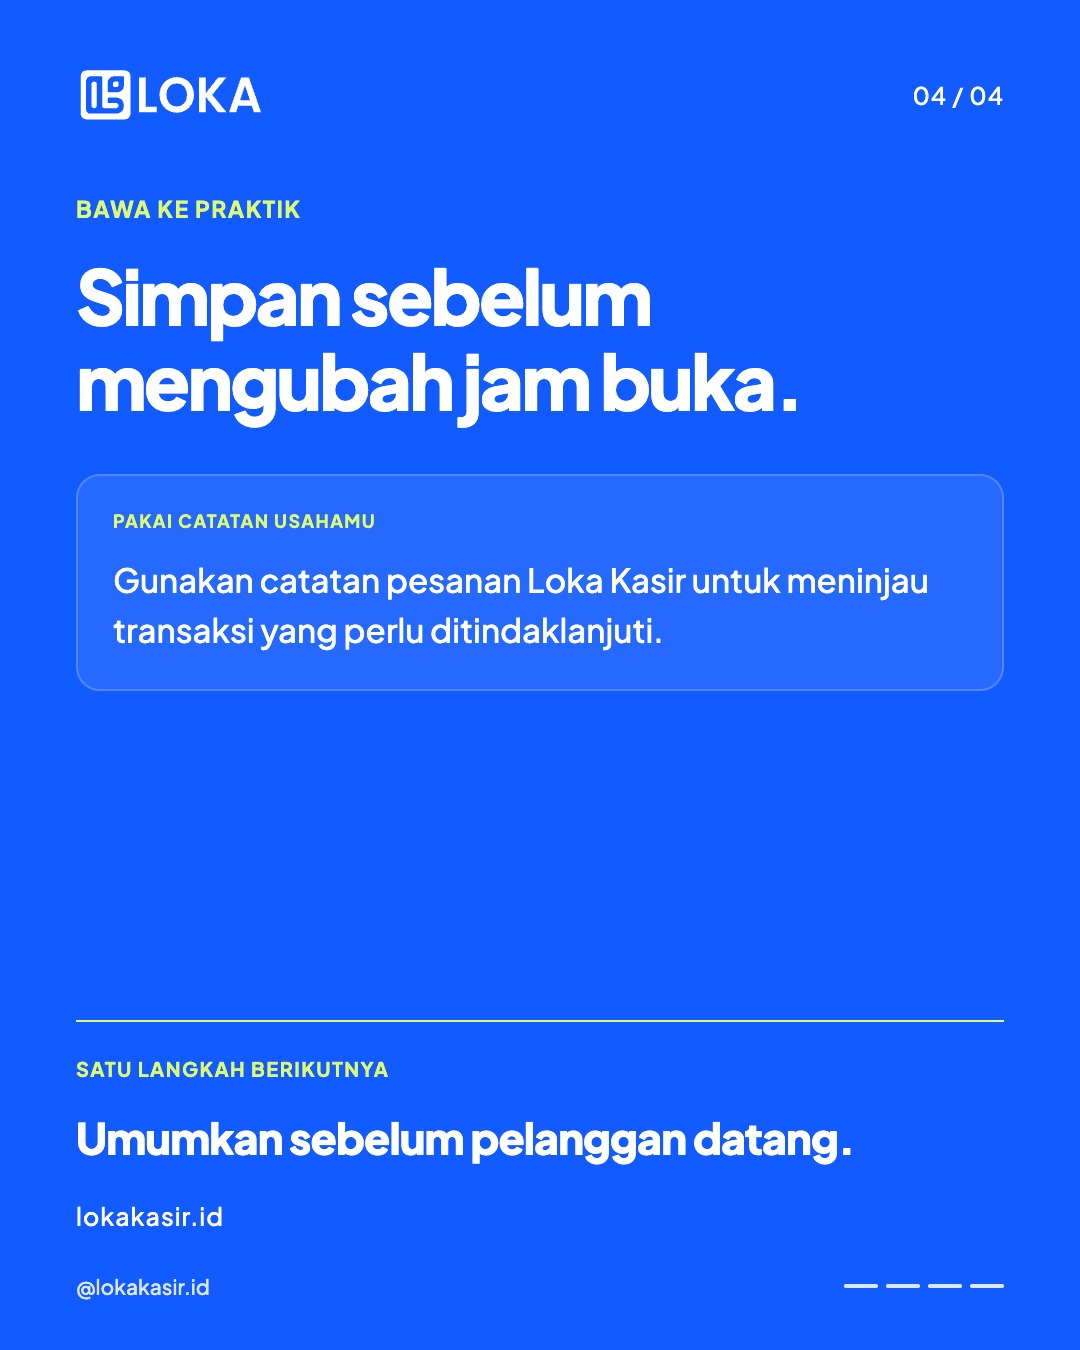 LOKA
04 / 04
BAWA KE PRAKTIK
Simpan sebelum
mengubah jam buka.
PAKAI CATATAN USAHAMU
Gunakan catatan pesanan Loka Kasir untuk meninjau
transaksi yang perlu ditindaklanjuti.
SATU LANGKAH BERIKUTNYA
Umumkan sebelum pelanggan datang.
lokakasir.id
@lokakasir.id